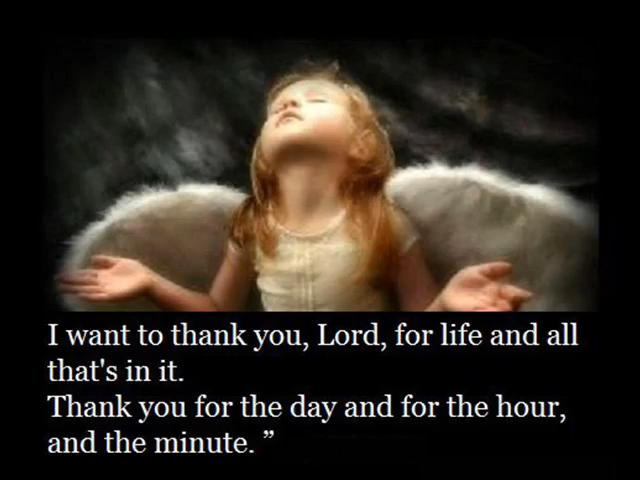 I want to thank you, Lord, for life and all
that's in it.
Thank you for the day and for the hour,
and the minute. ”